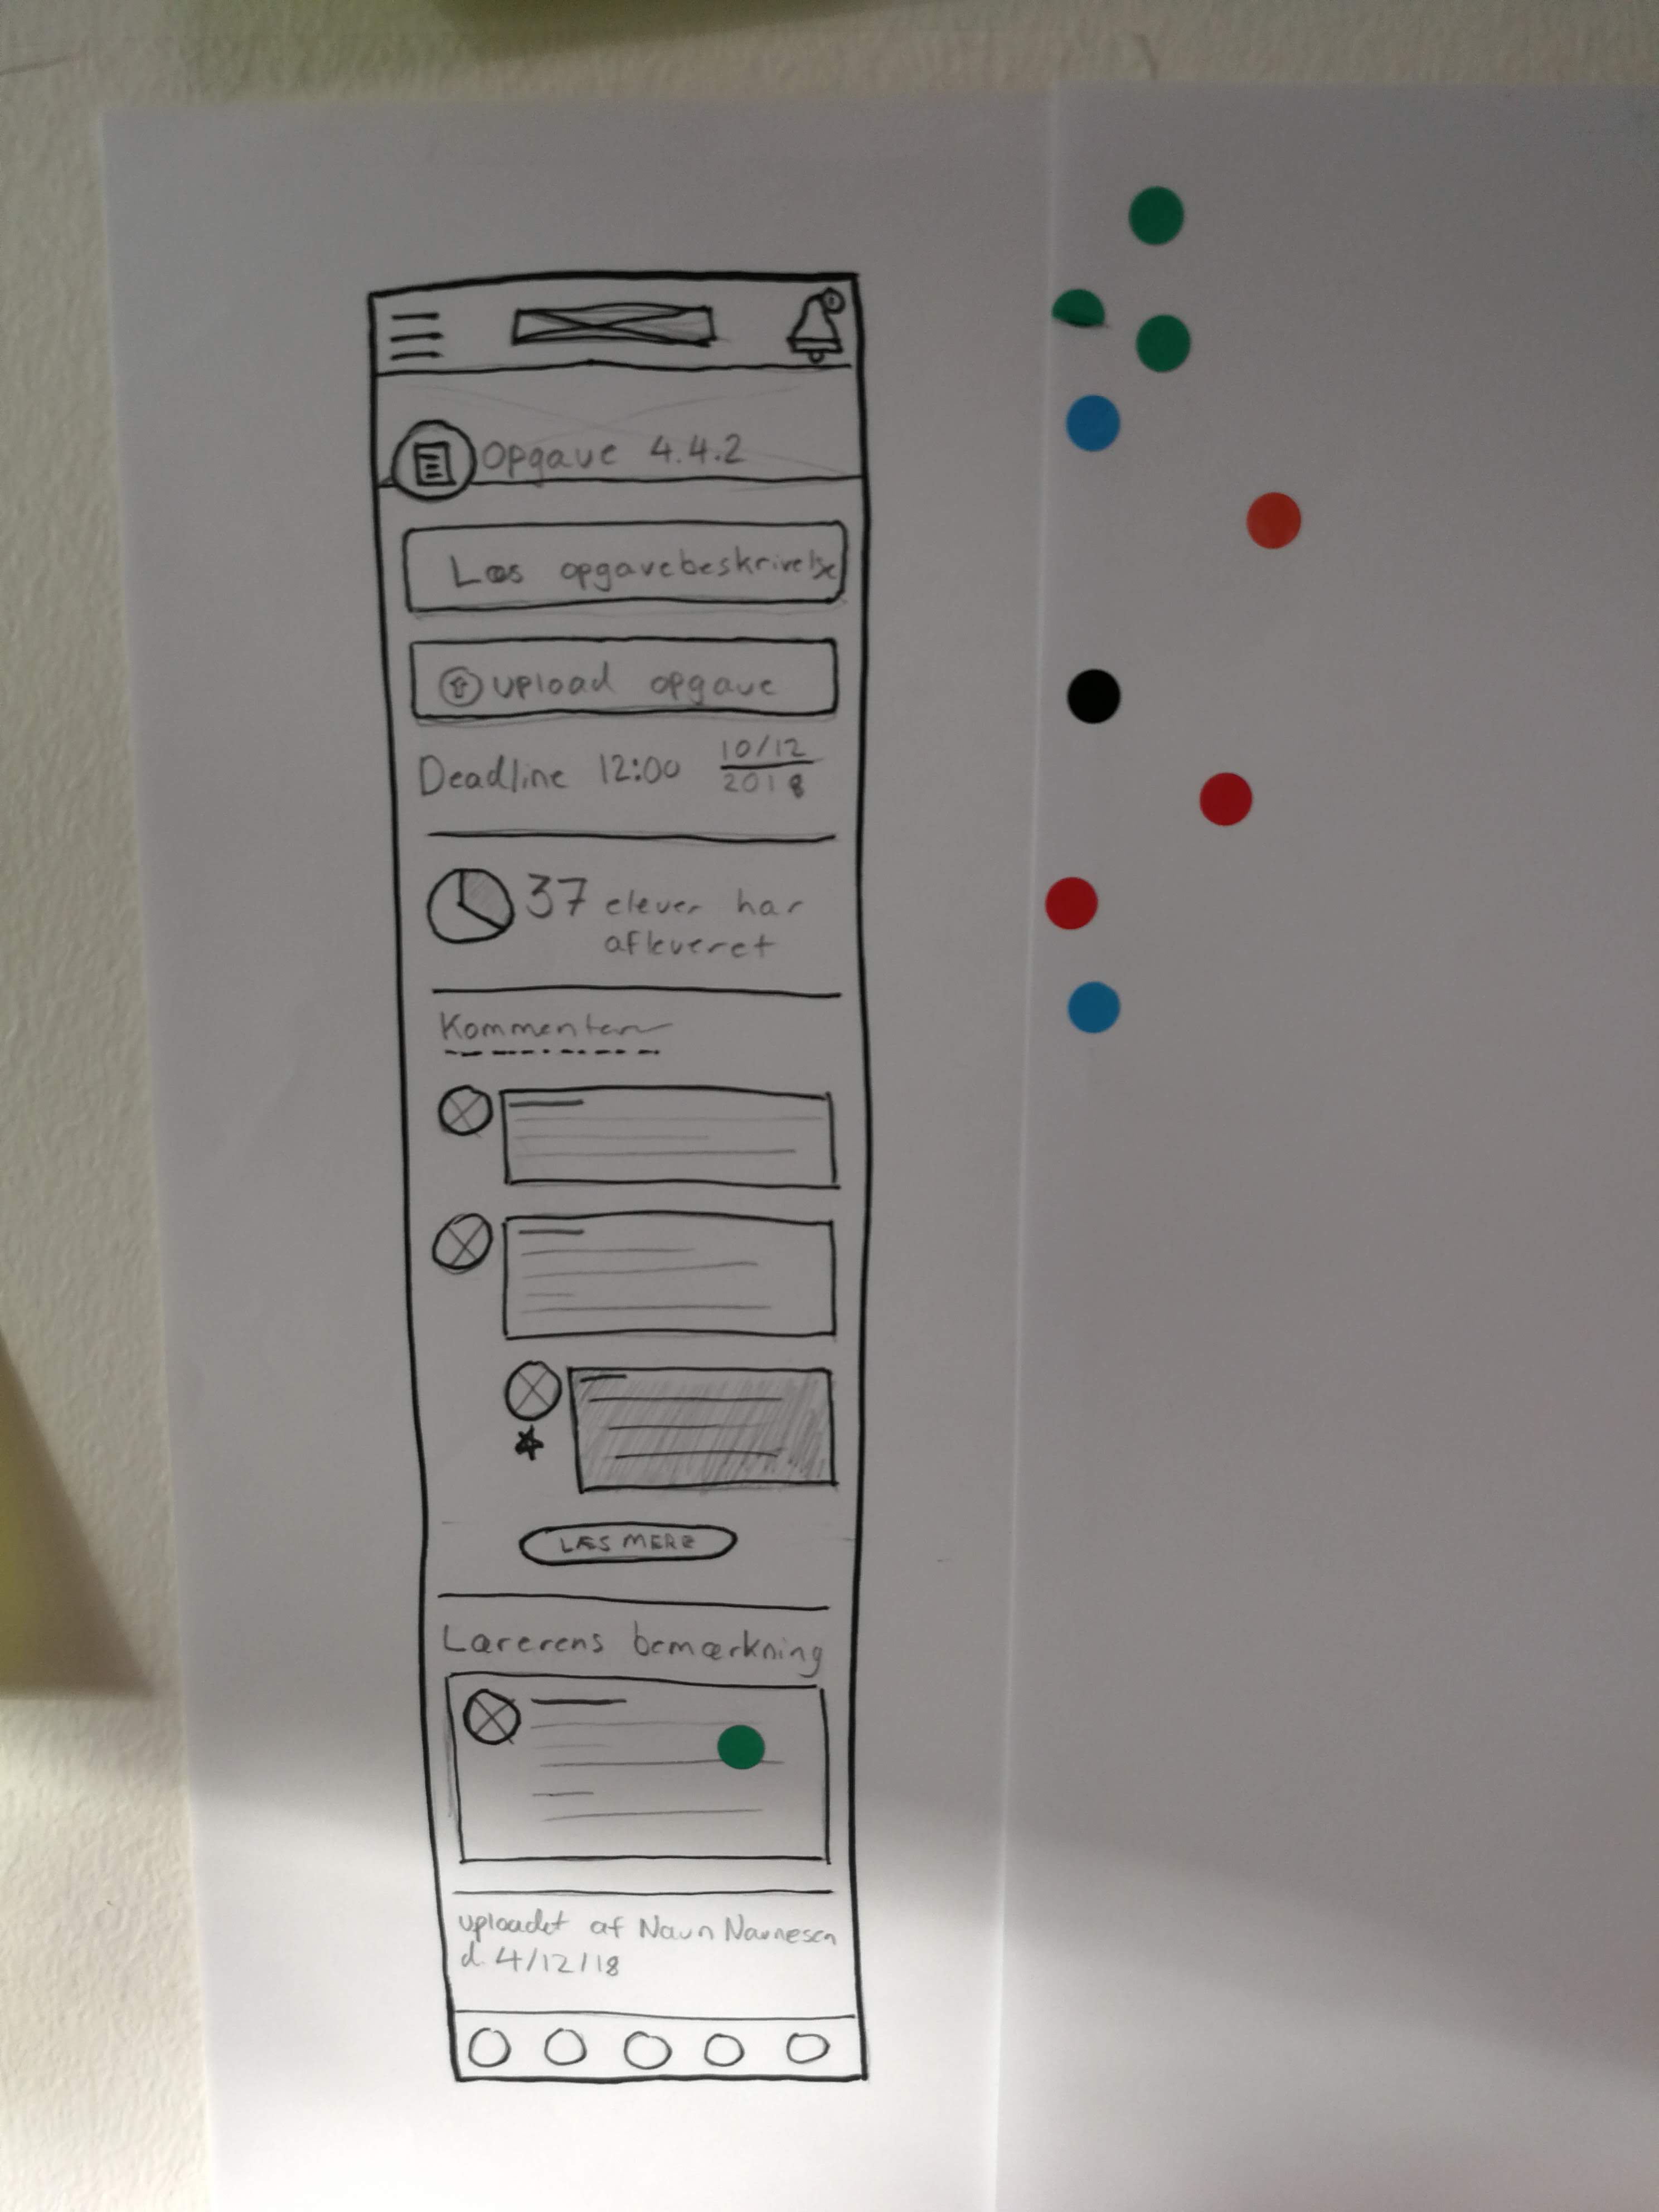 Opgave 4.4.2
Læs opgavebeskrivelse
upload opgave
Deadline 12:00 10/12
2018
37 elever har
afleveret
Kommentarer
LÆS MERE
Lærerens bemærkning
uploadet af Navn Navnesen
d. 4/12/18